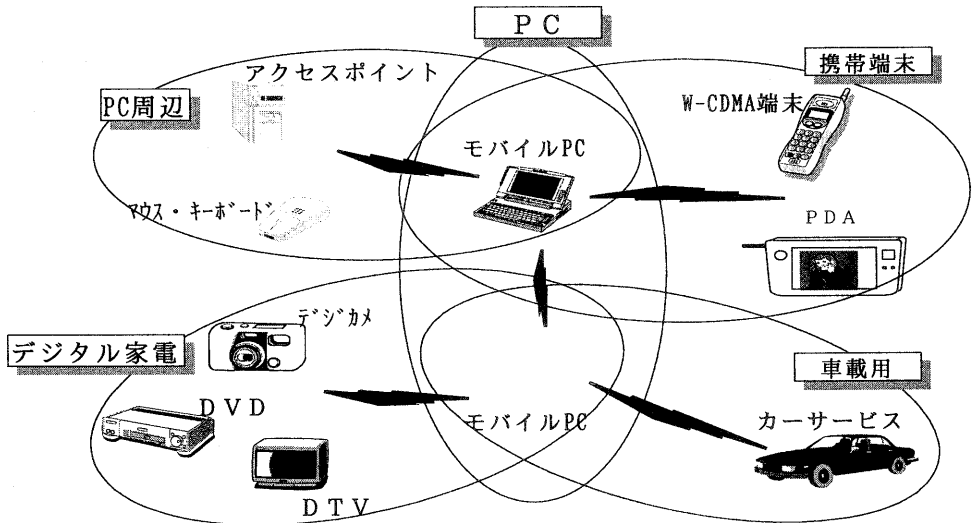 PC
アクセスポイント
携帯端末
PC周辺
W-CDMA端末
モバイルPC
マウス・キーボード
PDA
デジカメ
デジタル家電
車載用
DVD
モバイルPC
カーサービス
DTV